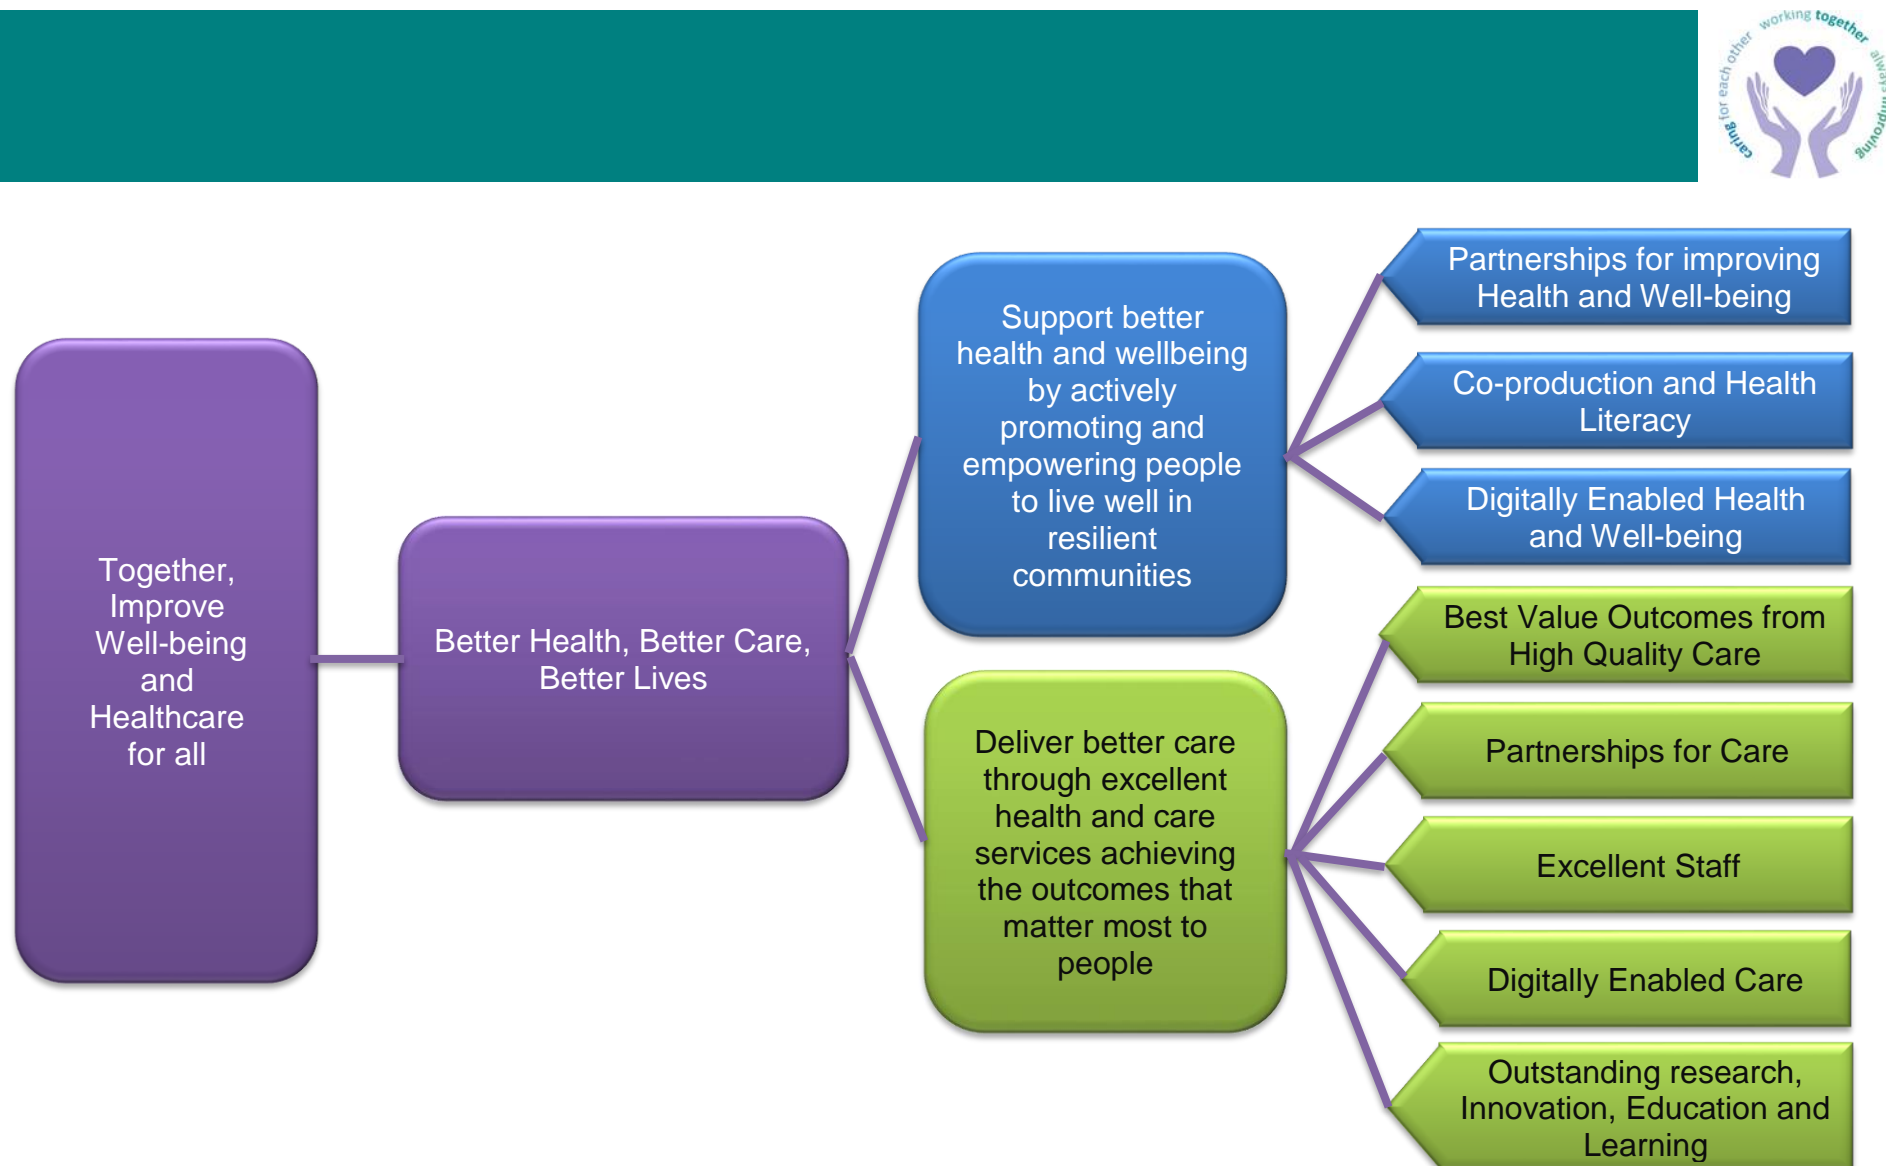 caring for each other working together always improving
Together,
Improve
Well-being
and
Healthcare
for all
Better Health, Better Care,
Better Lives
Support better
health and wellbeing
by actively
promoting and
empowering people
to live well in
resilient
communities
Deliver better care
through excellent
health and care
services achieving
the outcomes that
matter most to
people
Partnerships for improving
Health and Well-being
Co-production and Health
Literacy
Digitally Enabled Health
and Well-being
Best Value Outcomes from
High Quality Care
Partnerships for Care
Excellent Staff
Digitally Enabled Care
Outstanding research,
Innovation, Education and
Learning